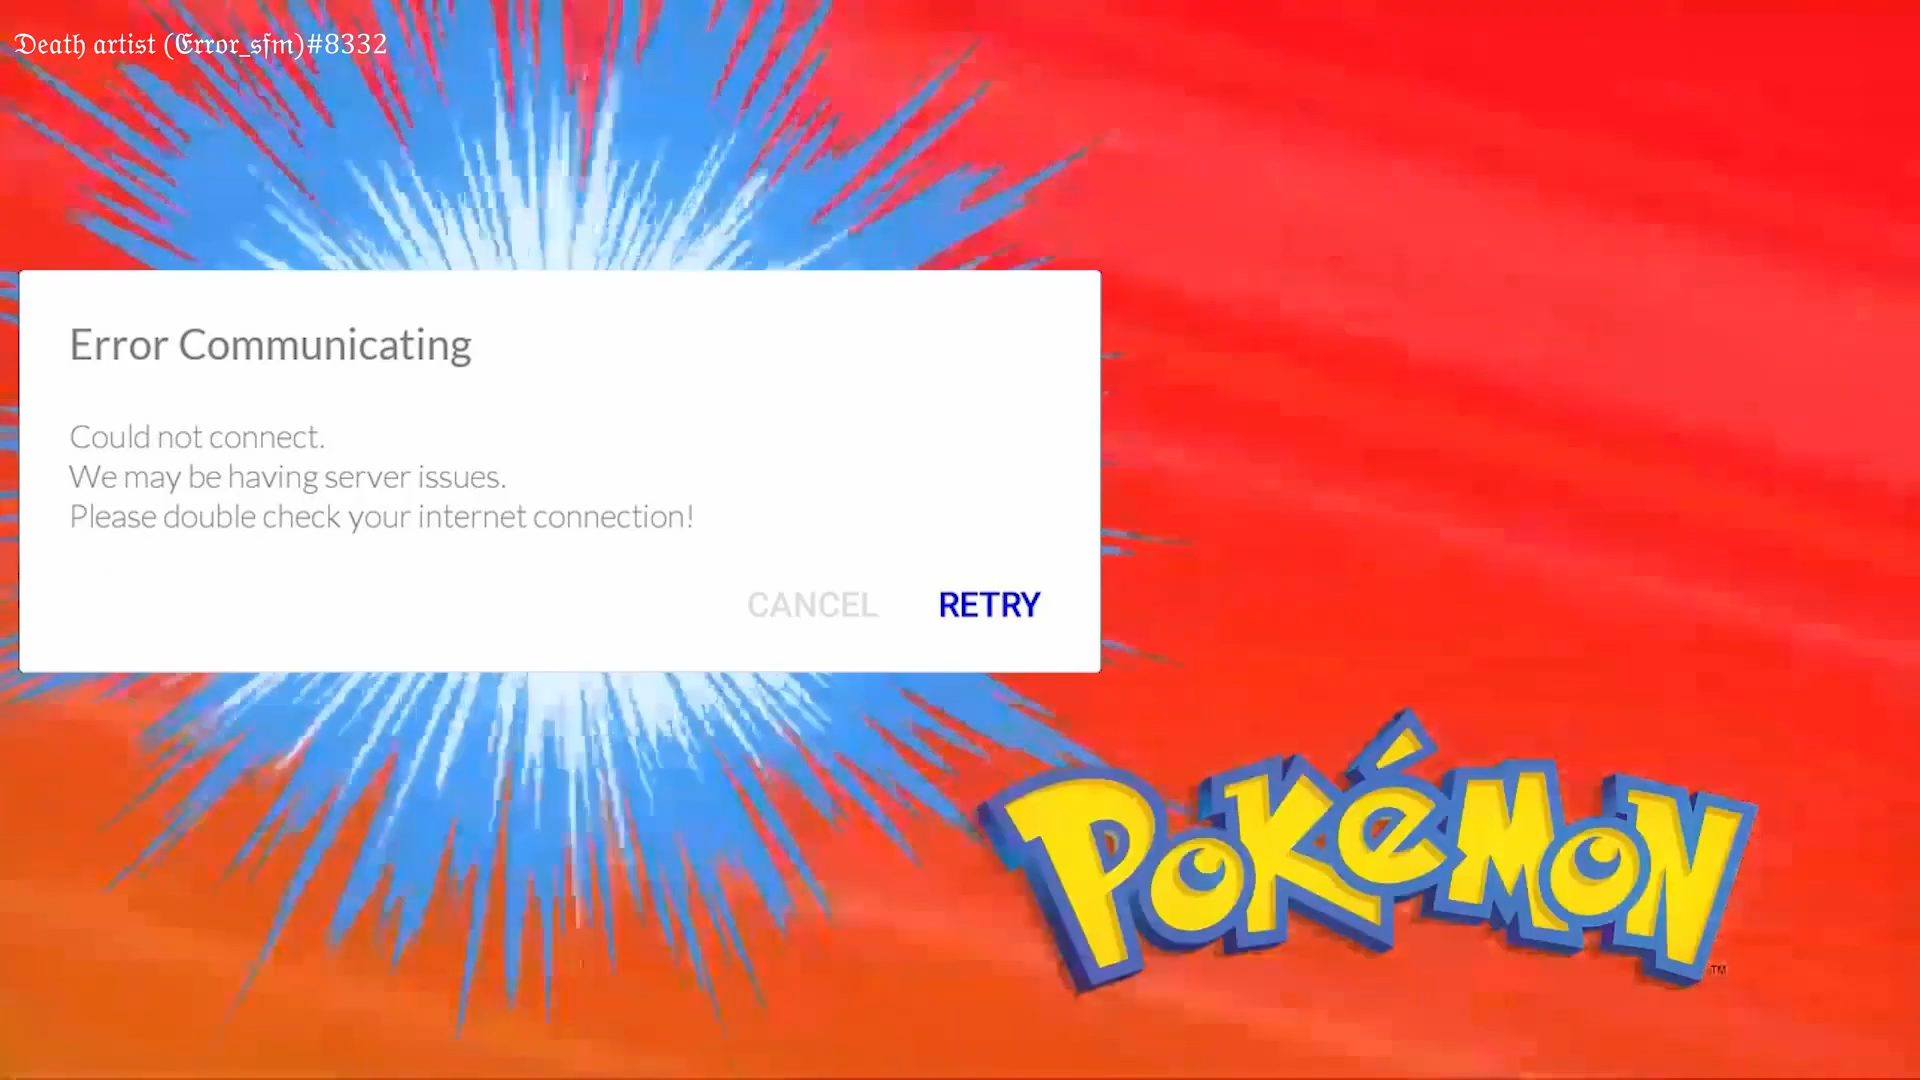 Death artist (Error_sfm)#8332
Error Communicating
Could not connect.
We may be having server issues.
Please double check your internet connection!
CANCEL RETRY
POKéMON
TM